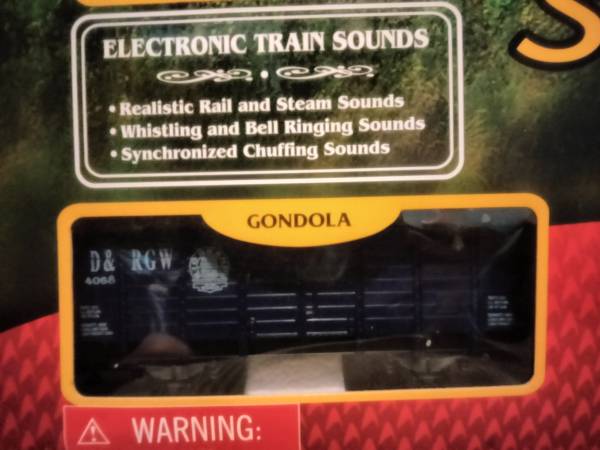 S
ELECTRONIC TRAIN SOUNDS
• Realistic Rail and Steam Sounds
• Whistling and Bell Ringing Sounds
• Synchronized Chuffing Sounds
GONDOLA
D & RGW
4068
WARNING: